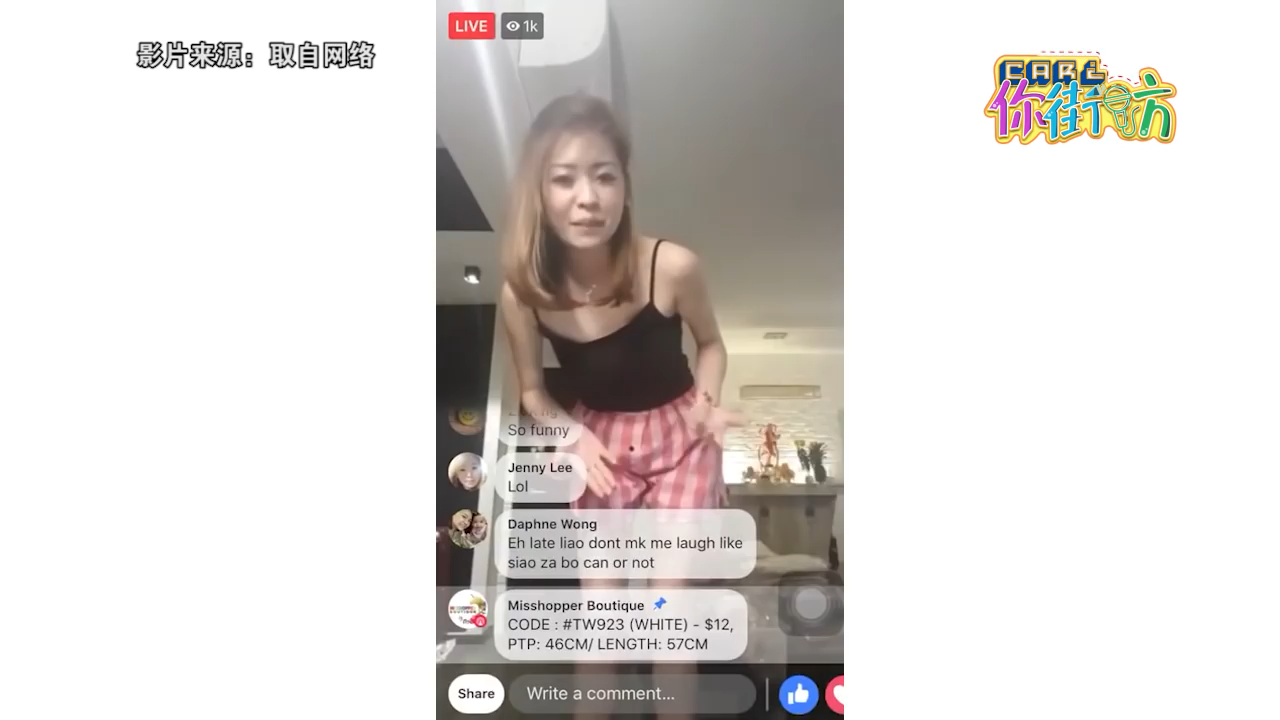 影片来源：取自网络
CARL
你街坊
LIVE
1k
So funny
Jenny Lee
Lol
Daphne Wong
Eh late liao dont mk me laugh like
siao za bo can or not
Misshopper Boutique
CODE : #TW923 (WHITE) - $12,
PTP: 46CM/ LENGTH: 57CM
Share
Write a comment...